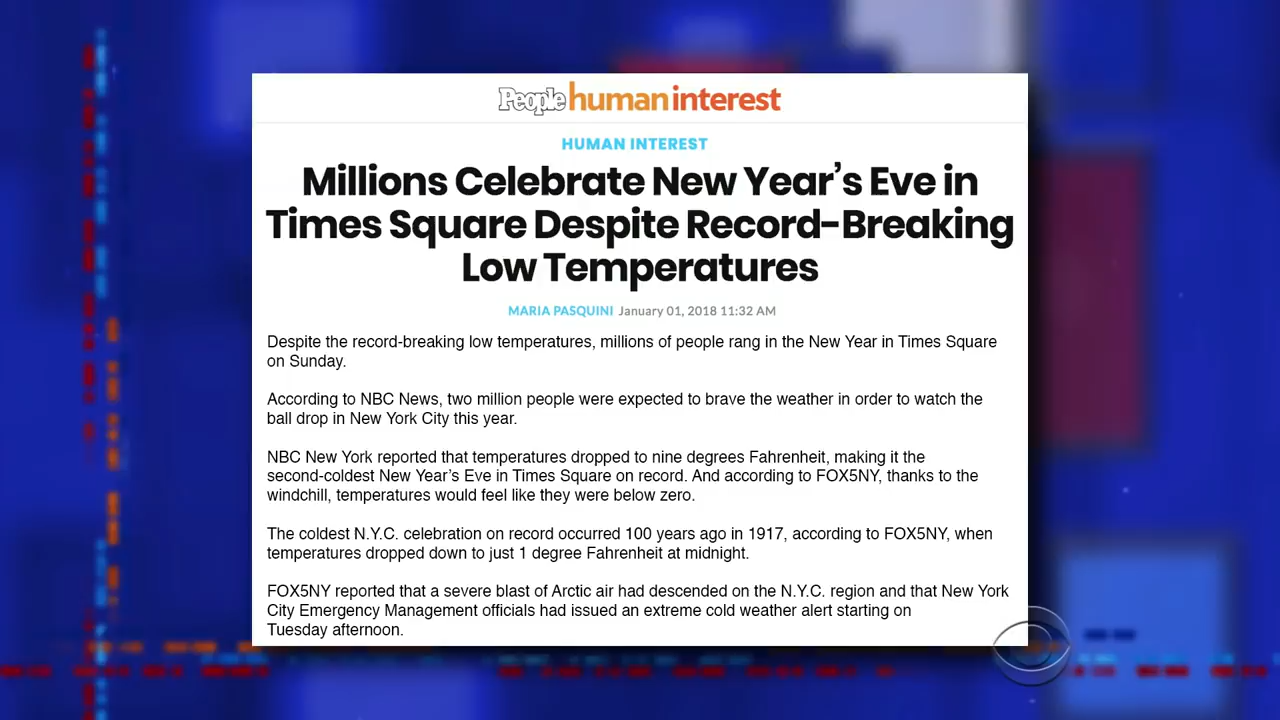 People human interest
HUMAN INTEREST
Millions Celebrate New Year’s Eve in
Times Square Despite Record-Breaking
Low Temperatures
MARIA PASQUINI January 01, 2018 11:32 AM
Despite the record-breaking low temperatures, millions of people rang in the New Year in Times Square
on Sunday.
According to NBC News, two million people were expected to brave the weather in order to watch the
ball drop in New York City this year.
NBC New York reported that temperatures dropped to nine degrees Fahrenheit, making it the
second-coldest New Year’s Eve in Times Square on record. And according to FOX5NY, thanks to the
windchill, temperatures would feel like they were below zero.
The coldest N.Y.C. celebration on record occurred 100 years ago in 1917, according to FOX5NY, when
temperatures dropped down to just 1 degree Fahrenheit at midnight.
FOX5NY reported that a severe blast of Arctic air had descended on the N.Y.C. region and that New York
City Emergency Management officials had issued an extreme cold weather alert starting on
Tuesday afternoon.